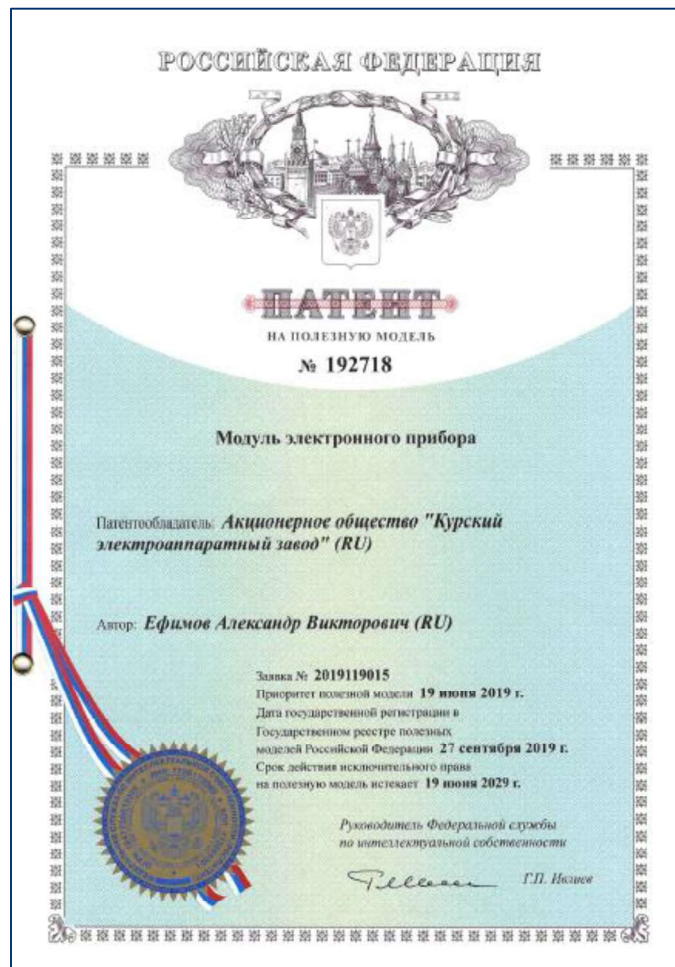 РОССИЙСКАЯ ФЕДЕРАЦИЯ
ПАТЕНТ
НА ПОЛЕЗНУЮ МОДЕЛЬ
№ 192718
Модуль электронного прибора
Патентообладатель: Акционерное общество "Курский
электроаппаратный завод" (RU)
Автор: Ефимов Александр Викторович (RU)
Заявка № 2019119015
Приоритет полезной модели 19 июня 2019 г.
Дата государственной регистрации в
Государственном реестре полезных
моделей Российской Федерации 27 сентября 2019 г.
Срок действия исключительного права
на полезную модель истекает 19 июня 2029 г.
Руководитель Федеральной службы
по интеллектуальной собственности
Г.П. Ивлиев